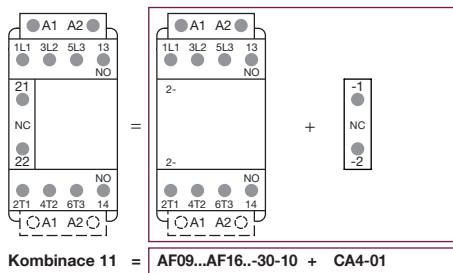 A1 A2 A1 A2
1L1 3L2 5L3 13 1L1 3L2 5L3 13
NO NO
21 2- -1
NC = + NC
22 2- -2
NO NO
2T1 4T2 6T3 14 2T1 4T2 6T3 14
A1 A2 A1 A2
Kombinace 11 = AF09...AF16..-30-10 + CA4-01